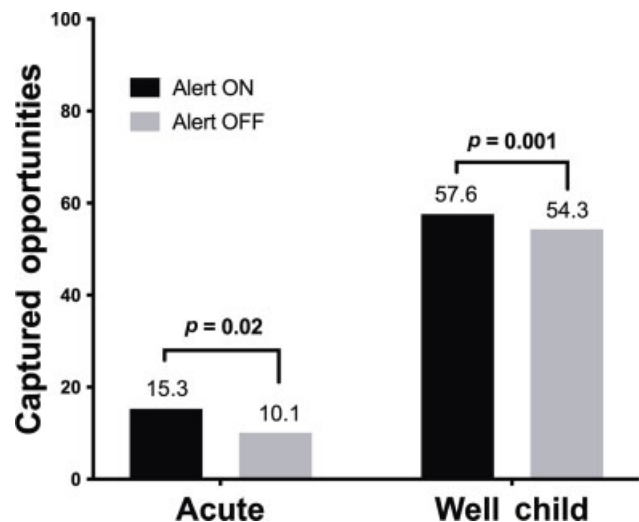 Captured opportunities
100
80
60
40
20
0
Alert ON
Alert OFF
p = 0.02
15.3
10.1
p = 0.001
57.6
54.3
Acute
Well child